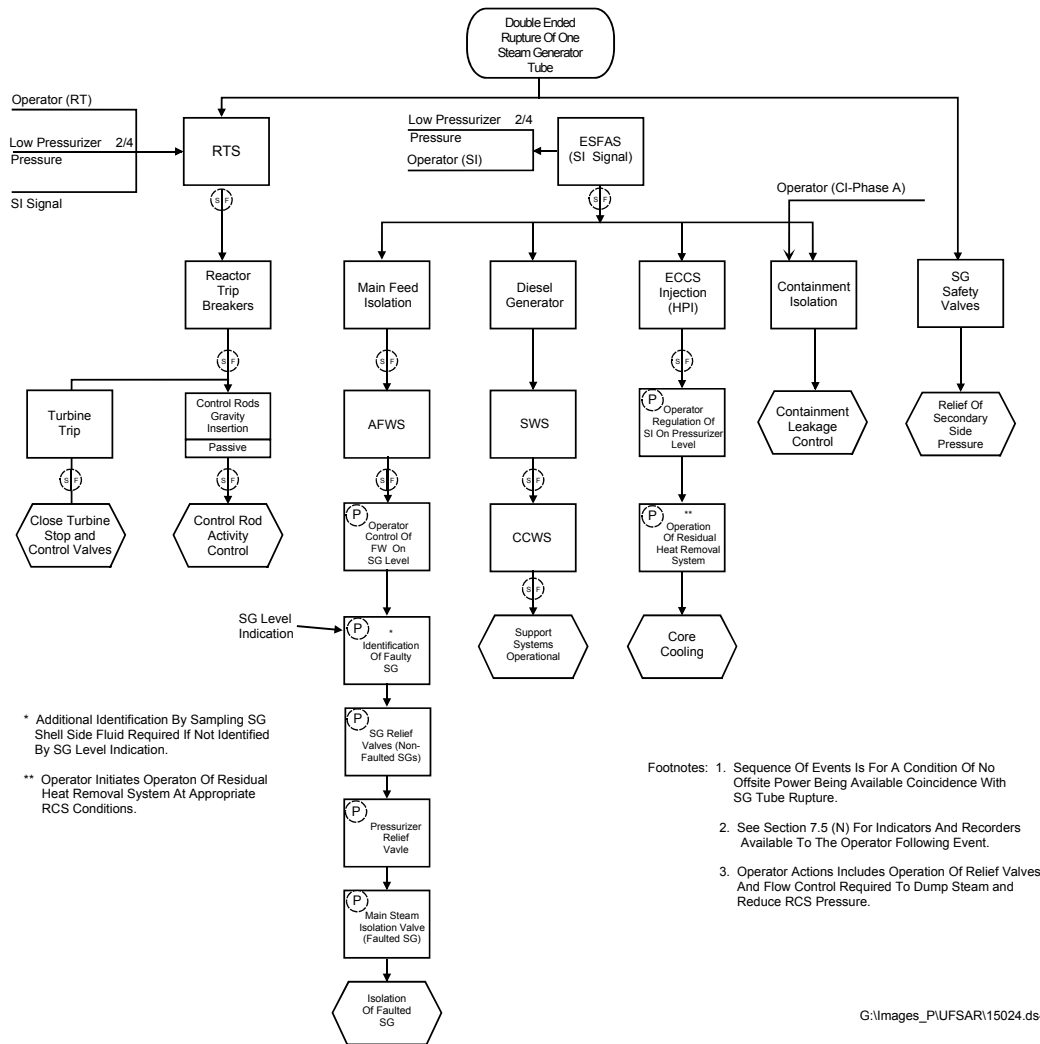 Double Ended
Rupture Of One
Steam Generator
Tube
Operator (RT)
Low Pressurizer 2/4
Pressure
SI Signal
RTS
Low Pressurizer 2/4
Pressure
Operator (SI)
ESFAS
(SI Signal)
Operator (CI-Phase A)
S F
S F
Reactor
Trip
Breakers
Main Feed
Isolation
Diesel
Generator
ECCS
Injection
(HPI)
Containment
Isolation
SG
Safety
Valves
S F
S F
S F
S F
Turbine
Trip
Control Rods
Gravity
Insertion
Passive
AFWS
SWS
P
Operator
Regulation Of
SI On Pressurizer
Level
Containment
Leakage
Control
Relief Of
Secondary
Side
Pressure
S F
S F
S F
S F
Close Turbine
Stop and
Control Valves
Control Rod
Activity
Control
P
Operator
Control Of
FW On
SG Level
CCWS
P
**
Operation
Of Residual
Heat Removal
System
S F
SG Level
Indication
P
*
Identification
Of Faulty
SG
Support
Systems
Operational
Core
Cooling
P
SG Relief
Valves (Non-
Faulted SGs)
P
Pressurizer
Relief
Vavle
P
Main Steam
Isolation Valve
(Faulted SG)
Isolation
Of Faulted
SG
* Additional Identification By Sampling SG
Shell Side Fluid Required If Not Identified
By SG Level Indication.
** Operator Initiates Operaton Of Residual
Heat Removal System At Appropriate
RCS Conditions.
Footnotes: 1. Sequence Of Events Is For A Condition Of No
Offsite Power Being Available Coincidence With
SG Tube Rupture.
2. See Section 7.5 (N) For Indicators And Recorders
Available To The Operator Following Event.
3. Operator Actions Includes Operation Of Relief Valves
And Flow Control Required To Dump Steam and
Reduce RCS Pressure.
G:\Images_P\UFSAR\15024.ds